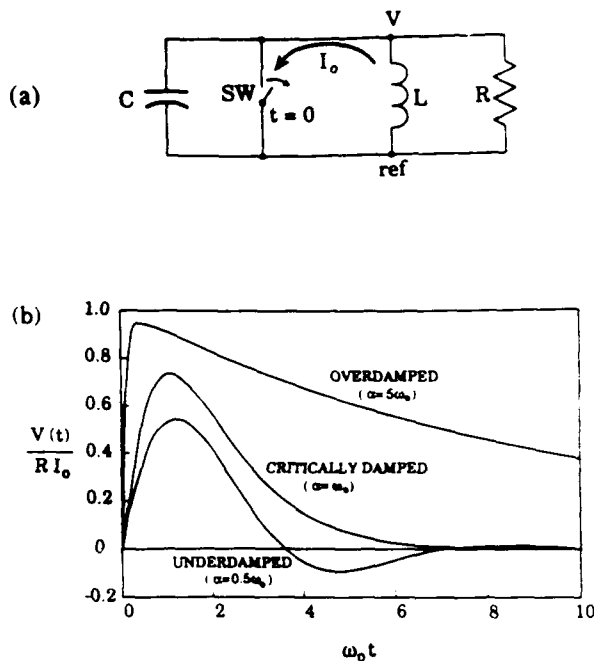 V
I₀
(a)
C
SW
L
R
t = 0
ref
(b)
1.0
0.8
0.6
0.4
0.2
0
-0.2
V(t)
R I₀
OVERDAMPED
(α=5ω₀)
CRITICALLY DAMPED
(α=ω₀)
UNDERDAMPED
(α=0.5ω₀)
0 2 4 6 8 10
ω₀t